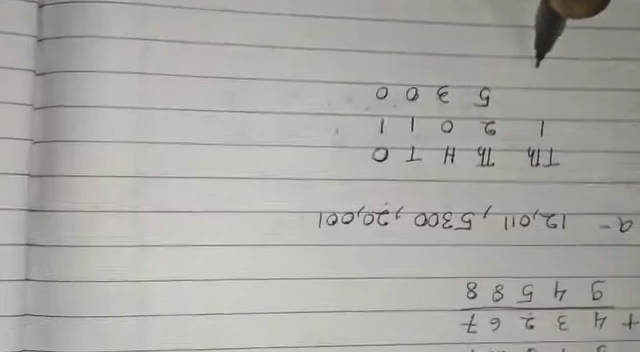 + 4 3 2 6 7
9 4 5 8 8
a- 12,011, 5300, 20,001
TTh Th H T O
1 2 0 1 1
5 3 0 0